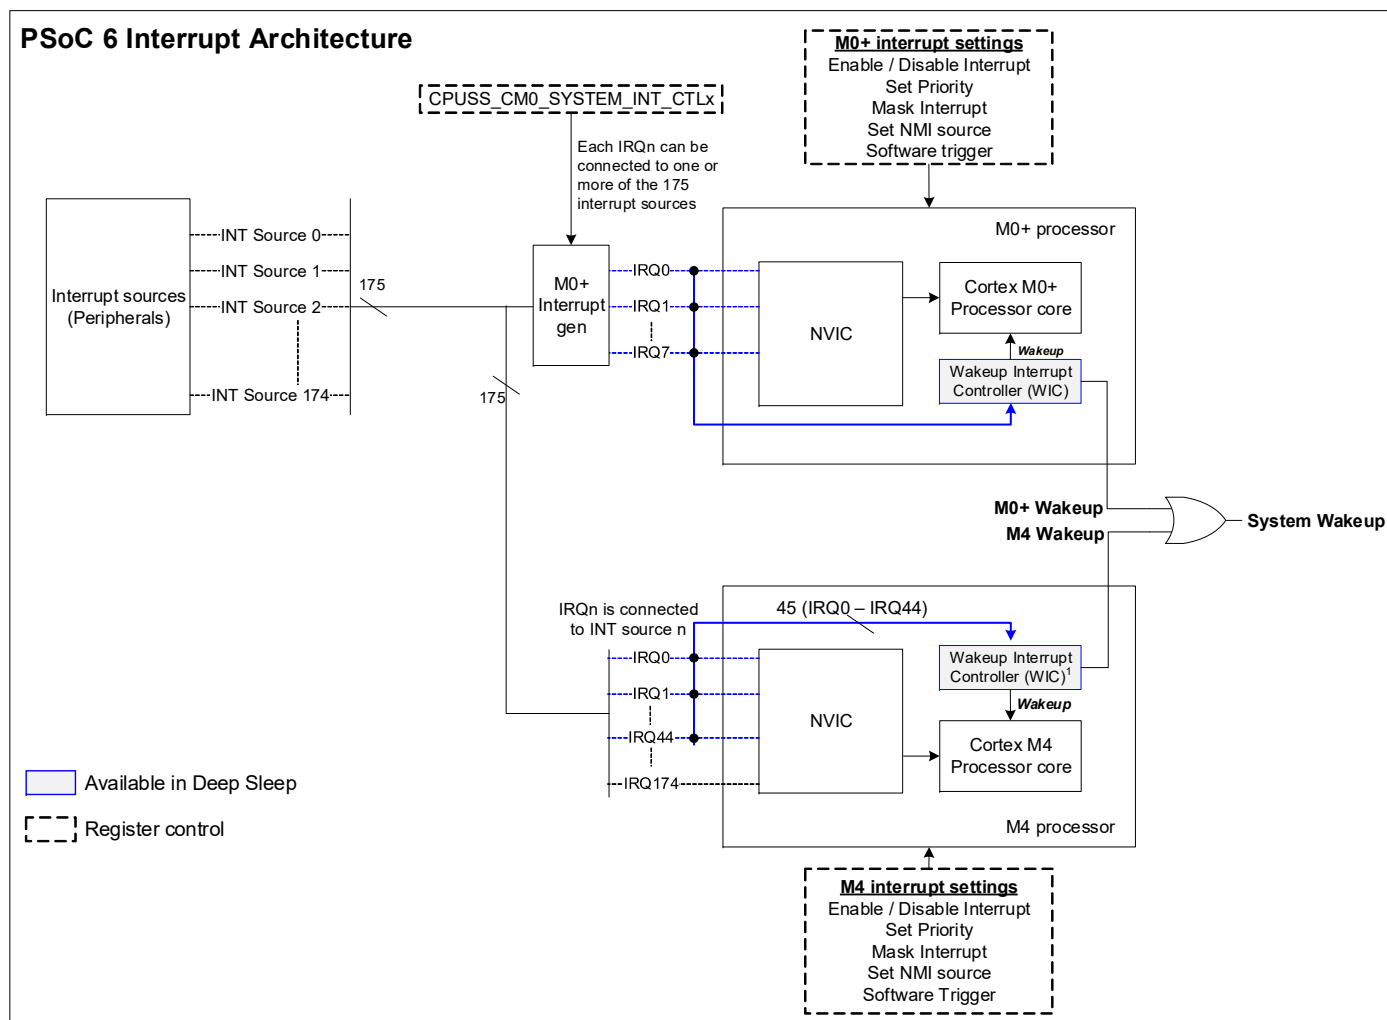 PSoC 6 Interrupt Architecture
M0+ interrupt settings
Enable / Disable Interrupt
Set Priority
Mask Interrupt
Set NMI source
Software trigger
CPUSS_CM0_SYSTEM_INT_CTLx
Each IRQn can be
connected to one or
more of the 175
interrupt sources
Interrupt sources
(Peripherals)
INT Source 0
INT Source 1
INT Source 2
INT Source 174
175
175
M0+
Interrupt
gen
IRQ0
IRQ1
IRQ7
M0+ processor
NVIC
Cortex M0+
Processor core
Wakeup
Wakeup Interrupt
Controller (WIC)
M0+ Wakeup
M4 Wakeup
System Wakeup
IRQn is connected
to INT source n
45 (IRQ0 – IRQ44)
IRQ0
IRQ1
IRQ44
IRQ174
NVIC
Wakeup Interrupt
Controller (WIC)1
Wakeup
Cortex M4
Processor core
M4 processor
Available in Deep Sleep
Register control
M4 interrupt settings
Enable / Disable Interrupt
Set Priority
Mask Interrupt
Set NMI source
Software Trigger